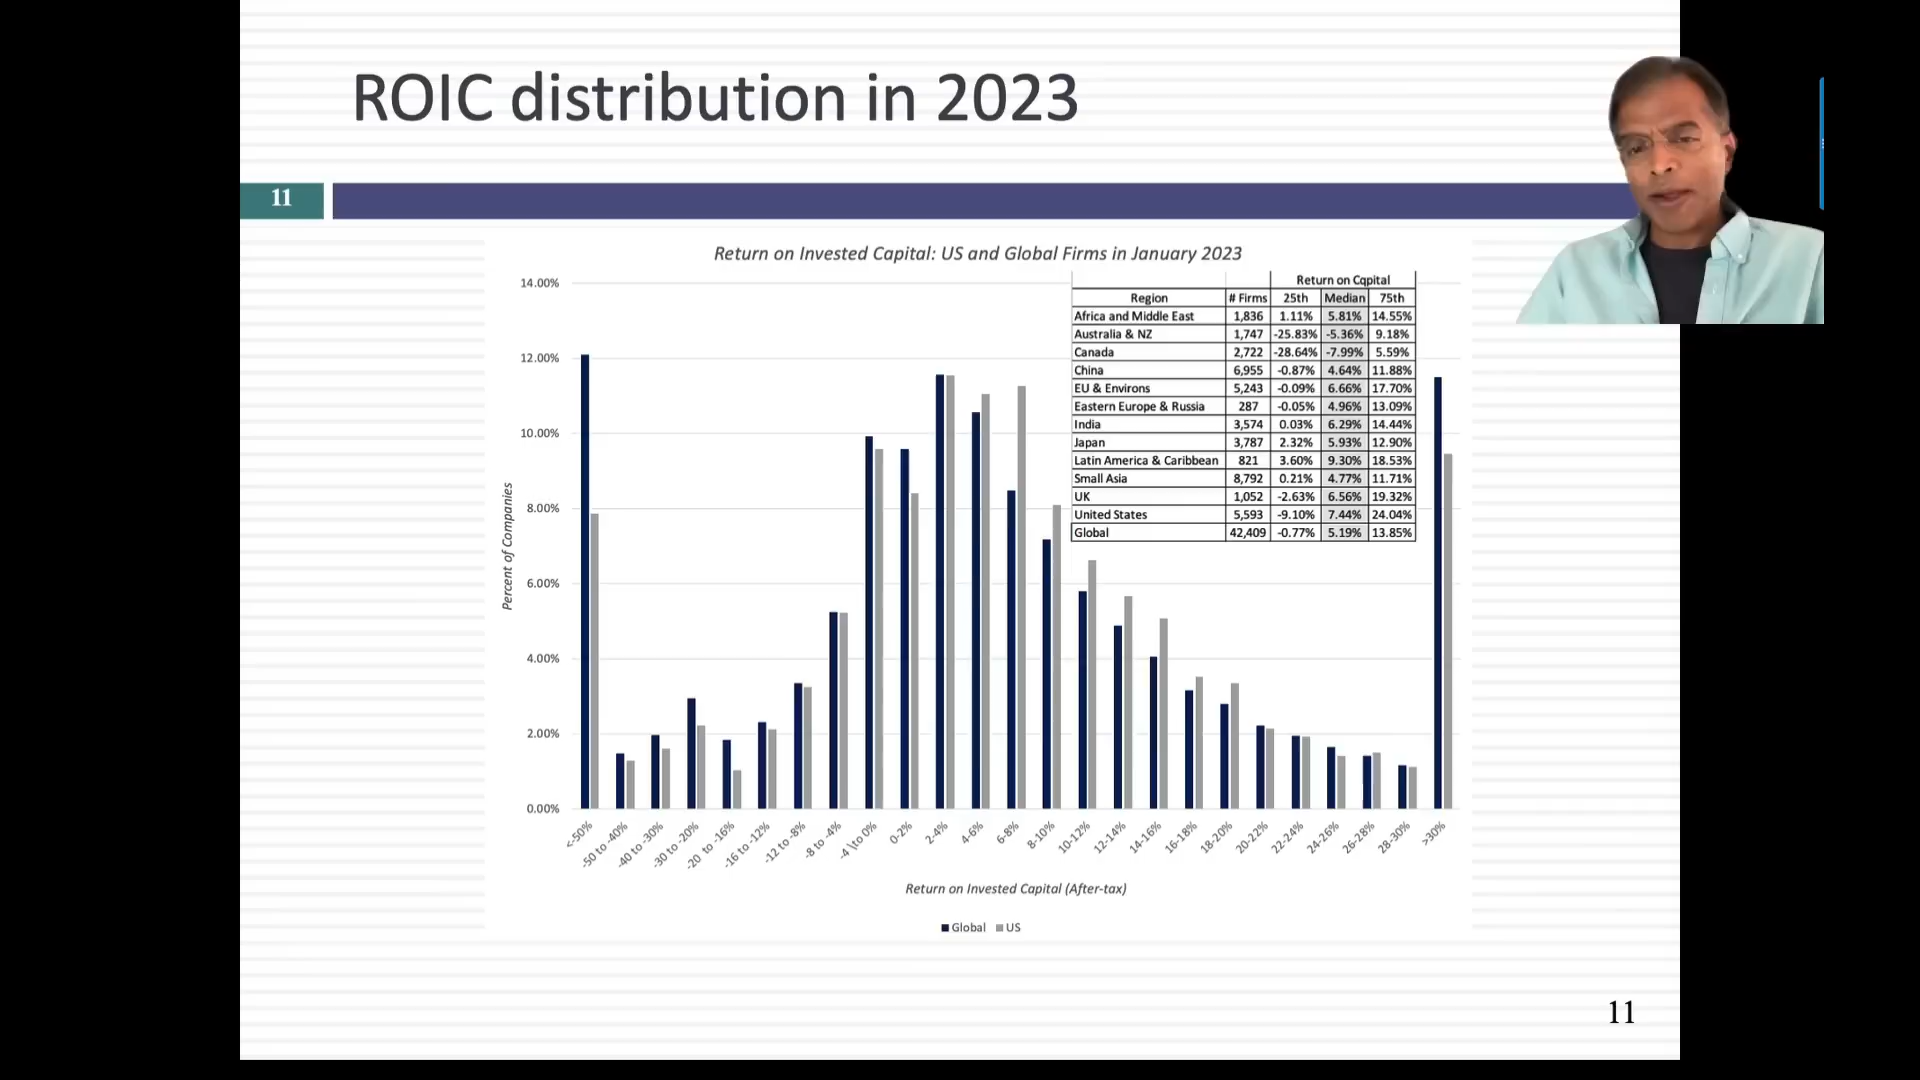 ROIC distribution in 2023
11
Return on Invested Capital: US and Global Firms in January 2023
14.00%
12.00%
10.00%
8.00%
6.00%
4.00%
2.00%
0.00%
Percent of Companies
Return on Cqpital
Region # Firms 25th Median 75th
Africa and Middle East 1,836 1.11% 5.81% 14.55%
Australia & NZ 1,747 -25.83% -5.36% 9.18%
Canada 2,722 -28.64% -7.99% 5.59%
China 6,955 -0.87% 4.64% 11.88%
EU & Environs 5,243 -0.09% 6.66% 17.70%
Eastern Europe & Russia 287 -0.05% 4.96% 13.09%
India 3,574 0.03% 6.29% 14.44%
Japan 3,787 2.32% 5.93% 12.90%
Latin America & Caribbean 821 3.60% 9.30% 18.53%
Small Asia 8,792 0.21% 4.77% 11.71%
UK 1,052 -2.63% 6.56% 19.32%
United States 5,593 -9.10% 7.44% 24.04%
Global 42,409 -0.77% 5.19% 13.85%
<-50%
-50 to -40%
-40 to -30%
-30 to -20%
-20 to -16%
-16 to -12%
-12 to -8%
-8 to -4%
-4 \to 0%
0-2%
2-4%
4-6%
6-8%
8-10%
10-12%
12-14%
14-16%
16-18%
18-20%
20-22%
22-24%
24-26%
26-28%
28-30%
>30%
Return on Invested Capital (After-tax)
Global US
11